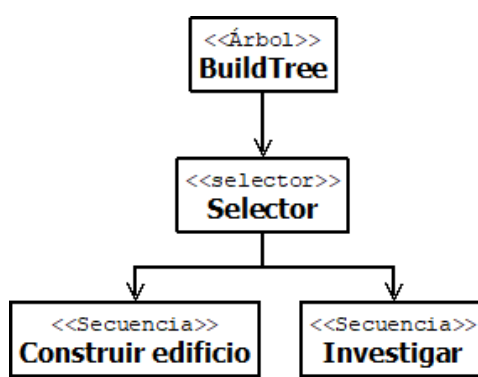 <<Árbol>>
BuildTree
<<selector>>
Selector
<<Secuencia>>
Construir edificio
<<Secuencia>>
Investigar